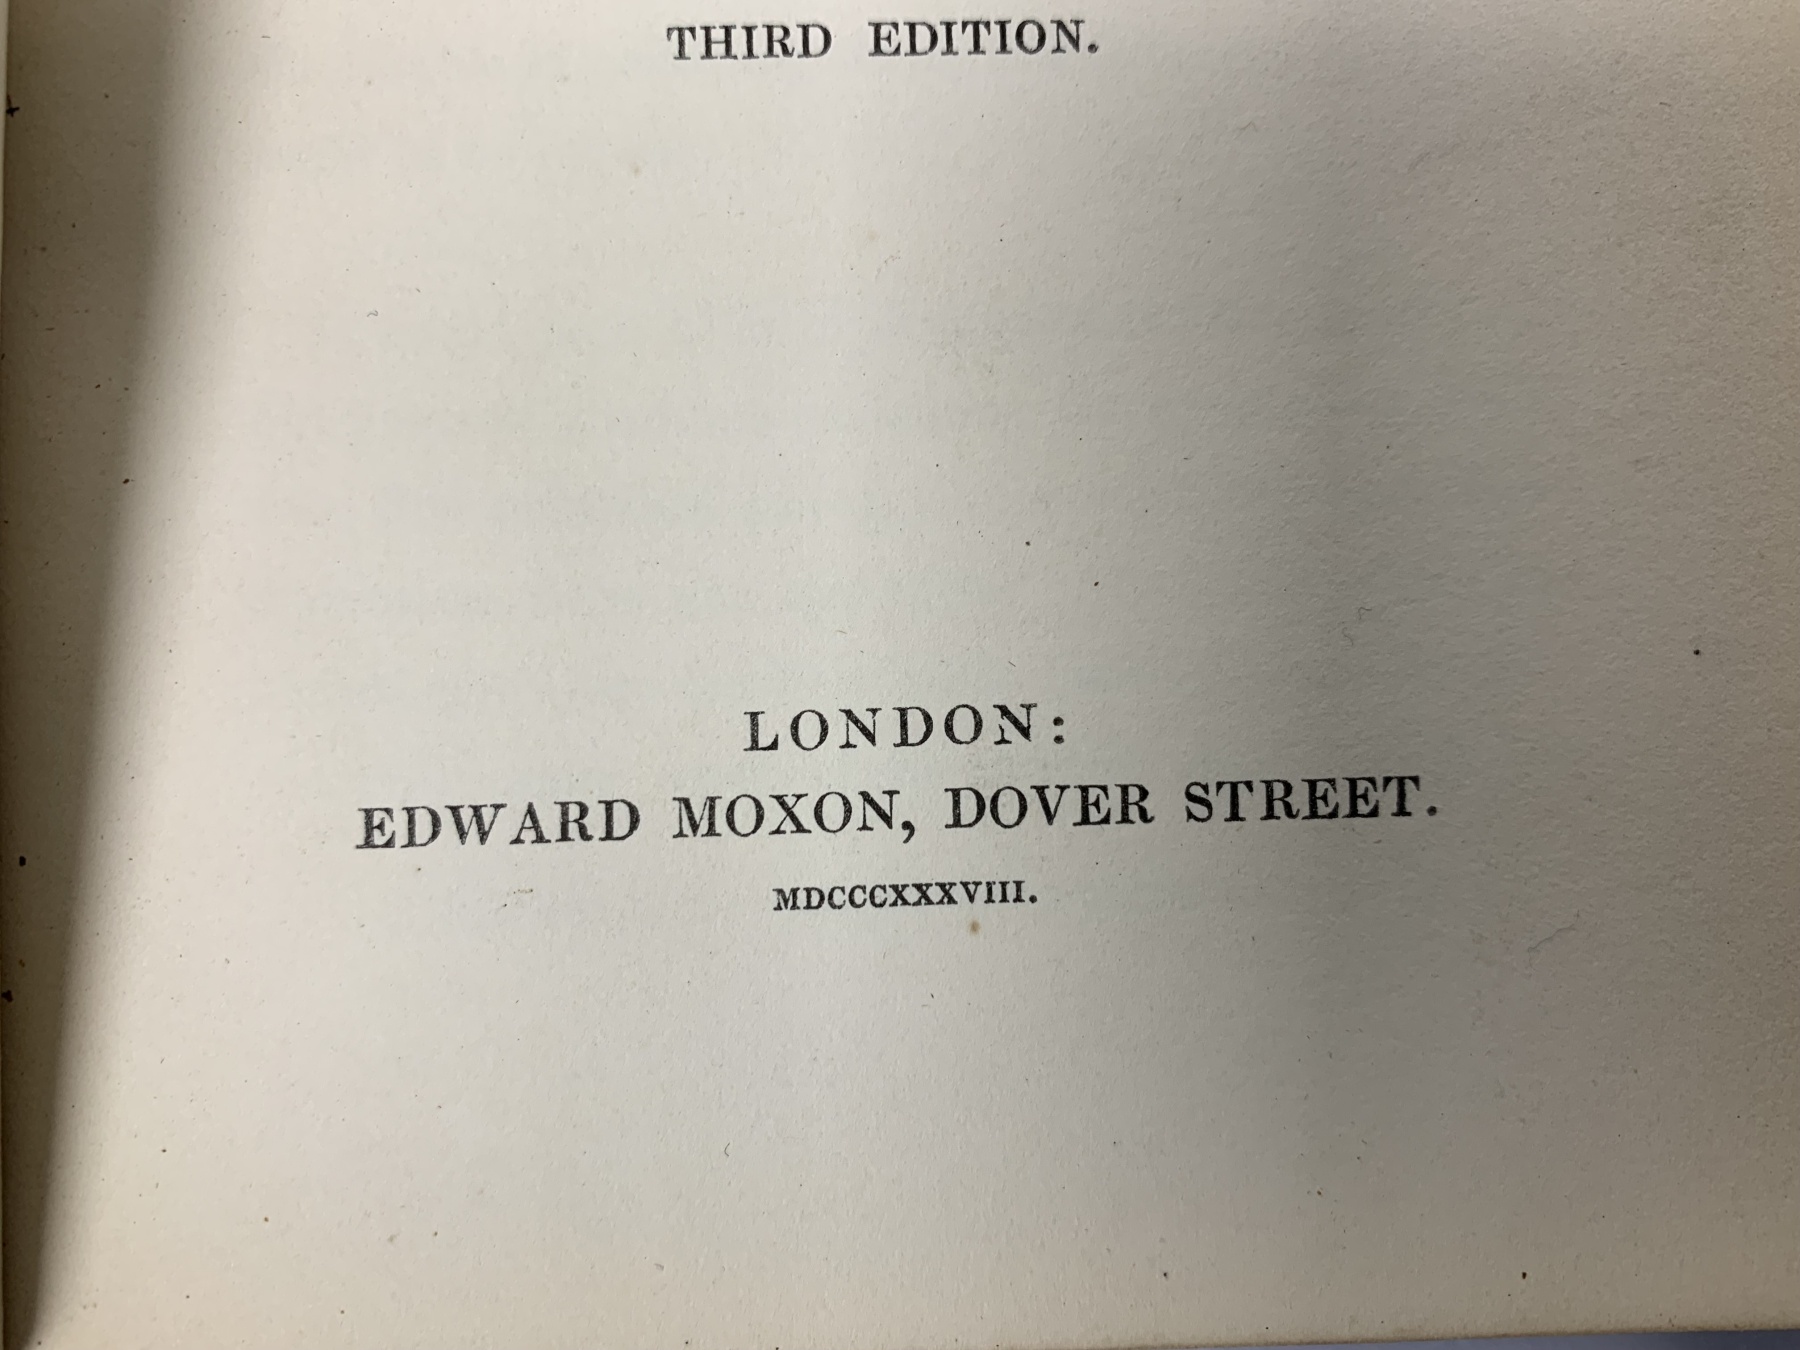 THIRD EDITION.
LONDON:
EDWARD MOXON, DOVER STREET.
MDCCCXXXVIII.